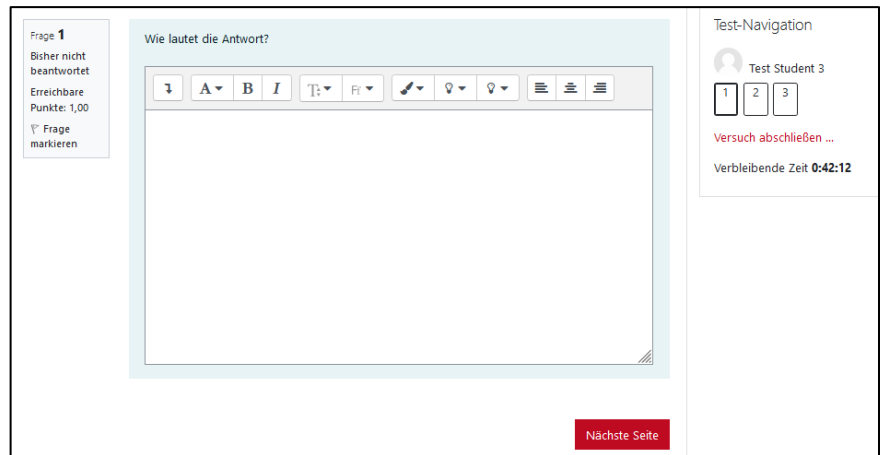 Frage 1
Bisher nicht
beantwortet
Erreichbare
Punkte: 1,00
Frage
markieren
Wie lautet die Antwort?
A B I T: Ff
Nächste Seite
Test-Navigation
Test Student 3
1 2 3
Versuch abschließen ...
Verbleibende Zeit 0:42:12